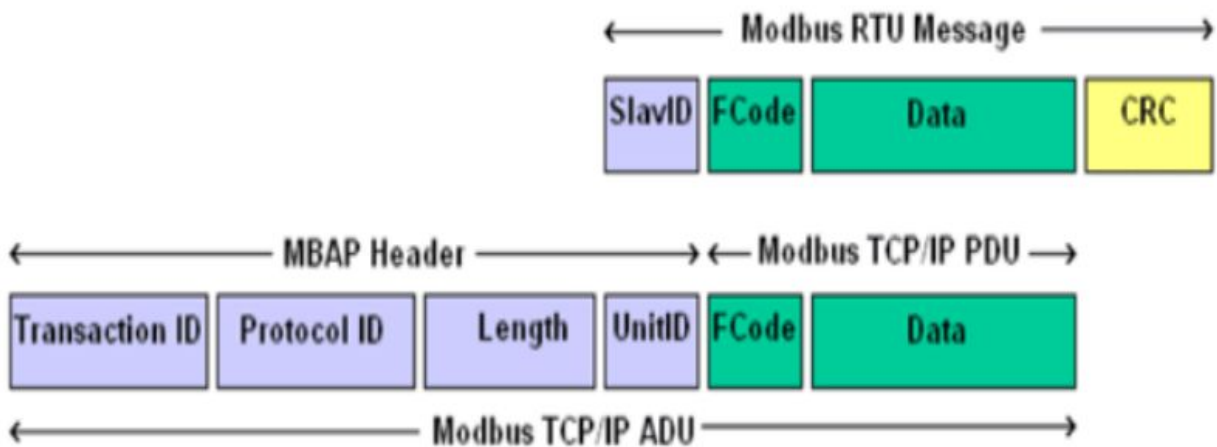 Modbus RTU Message
SlavID FCode Data CRC
MBAP Header Modbus TCP/IP PDU
Transaction ID Protocol ID Length UnitID FCode Data
Modbus TCP/IP ADU